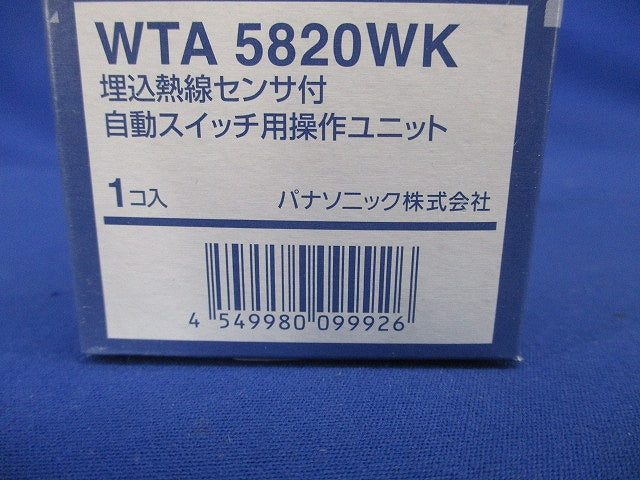 WTA 5820WK
埋込熱線センサ付
自動スイッチ用操作ユニット
1コ入 パナソニック株式会社
4 549980 099926